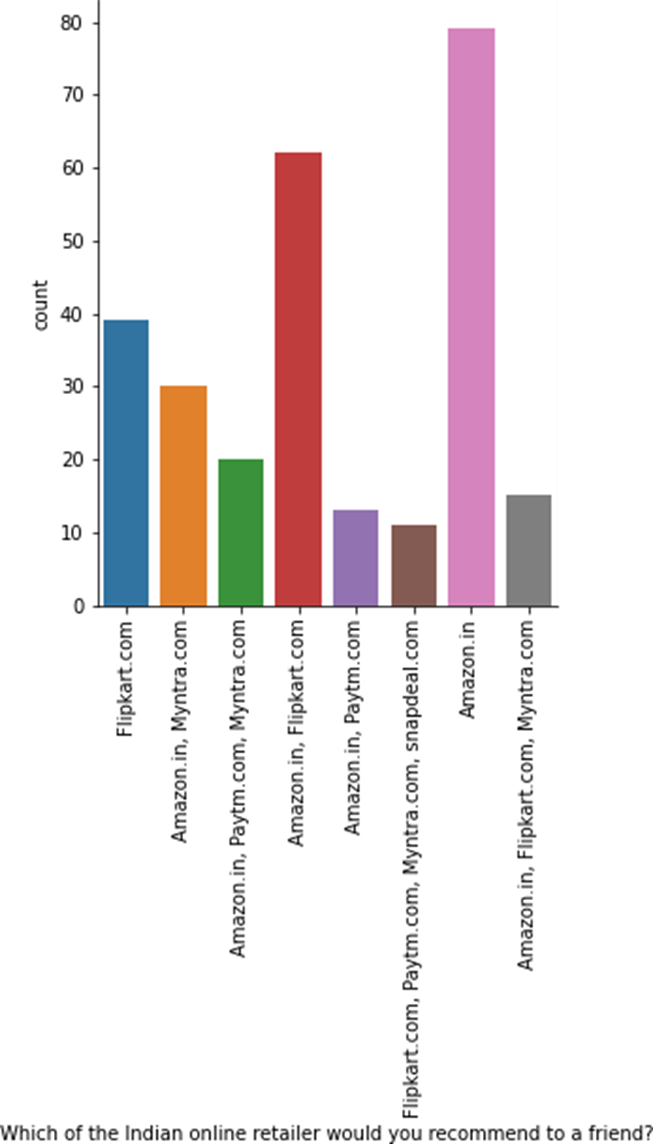 80
70
60
50
40
30
20
10
0
count
Flipkart.com
Amazon.in, Myntra.com
Amazon.in, Paytm.com, Myntra.com
Amazon.in, Flipkart.com
Amazon.in, Paytm.com
Flipkart.com, Paytm.com, Myntra.com, snapdeal.com
Amazon.in
Amazon.in, Flipkart.com, Myntra.com
Which of the Indian online retailer would you recommend to a friend?